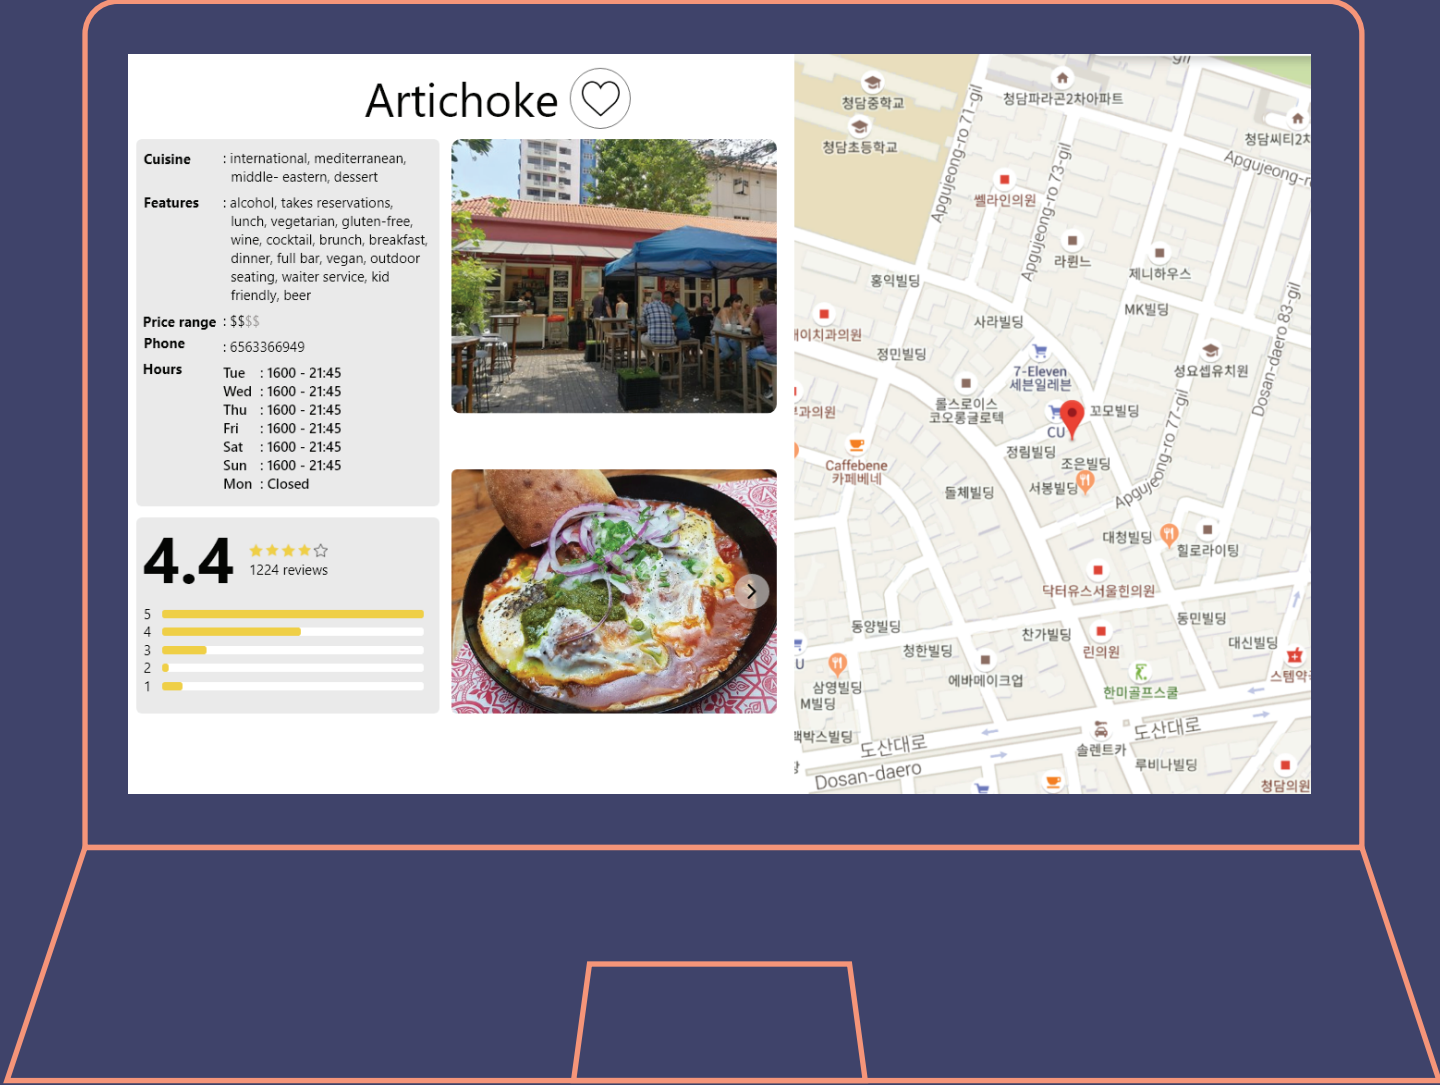 Artichoke
Cuisine : international, mediterranean,
middle- eastern, dessert
Features : alcohol, takes reservations,
lunch, vegetarian, gluten-free,
wine, cocktail, brunch, breakfast,
dinner, full bar, vegan, outdoor
seating, waiter service, kid
friendly, beer
Price range : $$$$
Phone : 6563366949
Hours
Tue : 1600 - 21:45
Wed : 1600 - 21:45
Thu : 1600 - 21:45
Fri : 1600 - 21:45
Sat : 1600 - 21:45
Sun : 1600 - 21:45
Mon : Closed
4.4
1224 reviews
5
4
3
2
1
gil
청담중학교
청담파라곤2차아파트
청담초등학교
청담씨티2차
Apgujeong-ro 71-gil
Apgujeong-ro 73-gil
Apgujeong-r
쎌라인의원
라뀐느
제니하우스
홍익빌딩
MK빌딩
사라빌딩
이치과의원
정민빌딩
7-Eleven
세븐일레븐
성요셉유치원
Dosan-daero 83-gil
롤스로이스
코오롱글로텍
과의원
꼬모빌딩
CU
정림빌딩
조은빌딩
Caffebene
카페베네
서봉빌딩
돌체빌딩
Apgujeong-ro 77-gil
대청빌딩
힐로라이팅
닥터유스서울힌의원
동양빌딩
찬가빌딩
동민빌딩
대신빌딩
청한빌딩
린의원
U
에바메이크업
삼영빌딩
M빌딩
한미골프스쿨
스템약
백박스빌딩
도산대로
도산대로
솔렌트카
루비나빌딩
Dosan-daero
청담의원